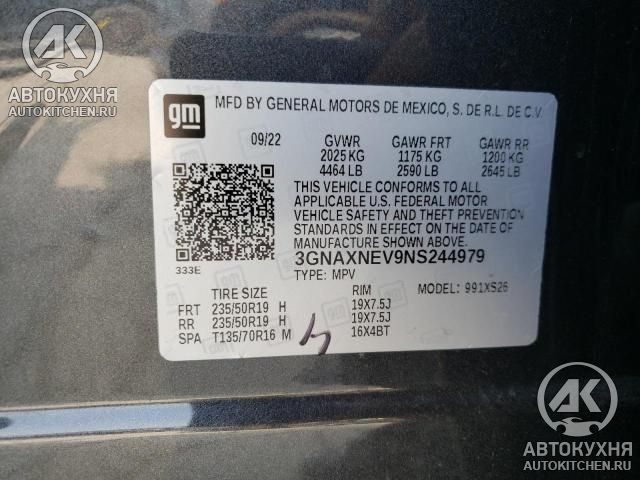 AK
АВТОКУХНЯ
AUTOKITCHEN.RU
gm
MFD BY GENERAL MOTORS DE MEXICO, S. DE R.L. DE C.V.
09/22 GVWR GAWR FRT GAWR RR
2025 KG 1175 KG 1200 KG
4464 LB 2590 LB 2645 LB
THIS VEHICLE CONFORMS TO ALL
APPLICABLE U.S. FEDERAL MOTOR
VEHICLE SAFETY AND THEFT PREVENTION
STANDARDS IN EFFECT ON THE DATE OF
MANUFACTURE SHOWN ABOVE.
333E
3GNAXNEV9NS244979
TYPE: MPV
TIRE SIZE RIM MODEL: 991XS26
FRT 235/50R19 H 19X7.5J
RR 235/50R19 H 19X7.5J
SPA T135/70R16 M 16X4BT
AK
АВТОКУХНЯ
AUTOKITCHEN.RU